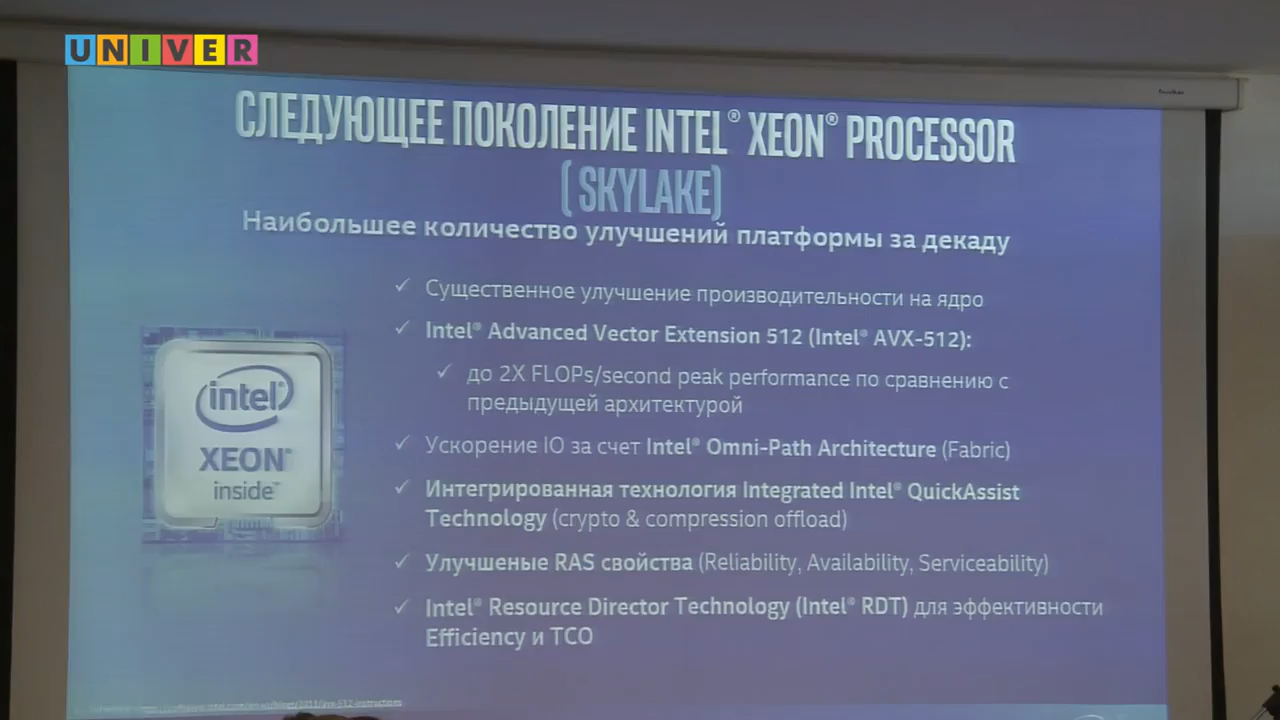 UNIVER
СЛЕДУЮЩЕЕ ПОКОЛЕНИЕ INTEL® XEON® PROCESSOR
(SKYLAKE)
Наибольшее количество улучшений платформы за декаду
✓ Существенное улучшение производительности на ядро
✓ Intel® Advanced Vector Extension 512 (Intel® AVX-512):
✓ до 2X FLOPs/second peak performance по сравнению с
предыдущей архитектурой
✓ Ускорение IO за счет Intel® Omni-Path Architecture (Fabric)
✓ Интегрированная технология Integrated Intel® QuickAssist
Technology (crypto & compression offload)
✓ Улучшеные RAS свойства (Reliability, Availability, Serviceability)
✓ Intel® Resource Director Technology (Intel® RDT) для эффективности
Efficiency и TCO
intel®
XEON®
inside™